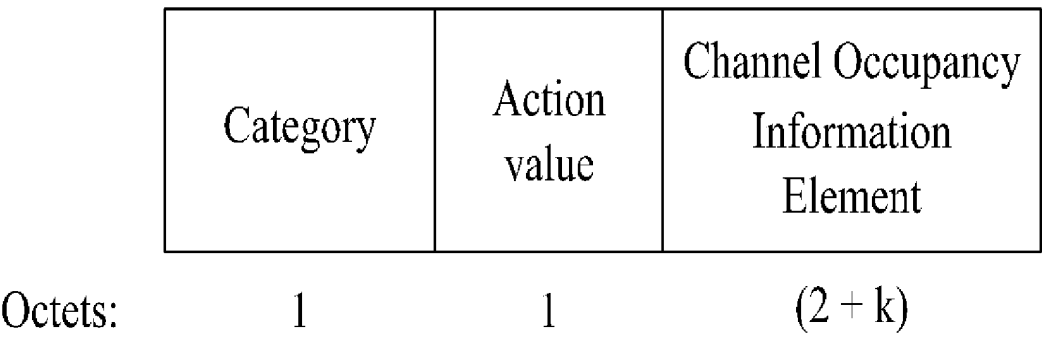 Category
Action
value
Channel Occupancy
Information
Element
Octets: 1 1 (2 + k)